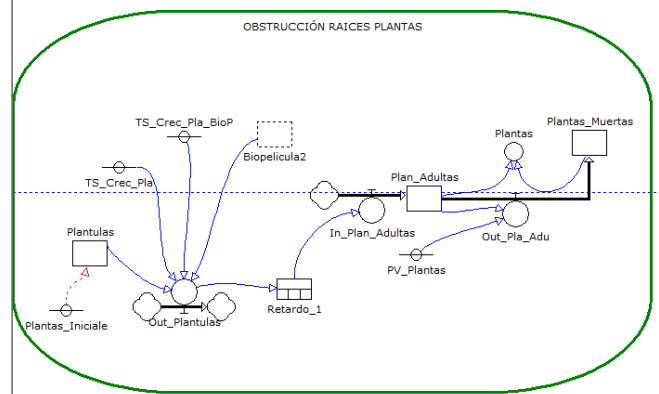 OBSTRUCCIÓN RAICES PLANTAS
TS_Crec_Pla_BioP
Biopelicula2
TS_Crec_Pla
Plantas
Plantas_Muertas
Plan_Adultas
In_Plan_Adultas
Out_Pla_Adu
PV_Plantas
Plantulas
Plantas_Iniciale
Out_Plantulas
Retardo_1